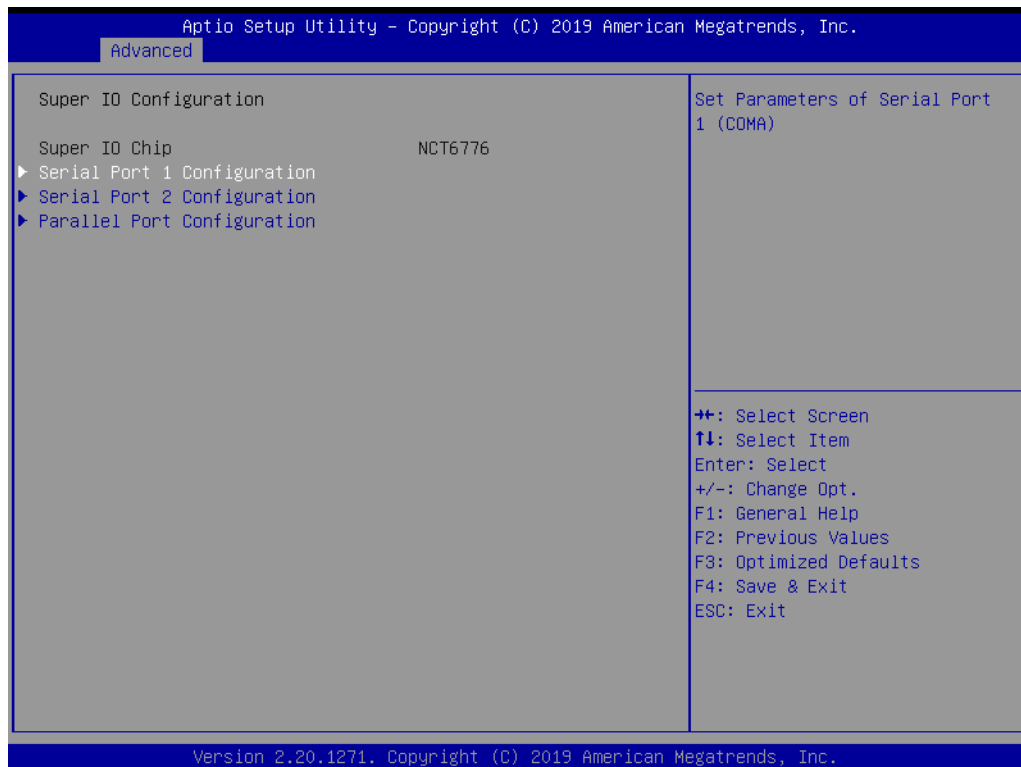 Aptio Setup Utility – Copyright (C) 2019 American Megatrends, Inc.
Advanced
Super IO Configuration
Super IO Chip NCT6776
▶ Serial Port 1 Configuration
▶ Serial Port 2 Configuration
▶ Parallel Port Configuration
Set Parameters of Serial Port
1 (COMA)
→←: Select Screen
↑↓: Select Item
Enter: Select
+/-: Change Opt.
F1: General Help
F2: Previous Values
F3: Optimized Defaults
F4: Save & Exit
ESC: Exit
Version 2.20.1271. Copyright (C) 2019 American Megatrends, Inc.